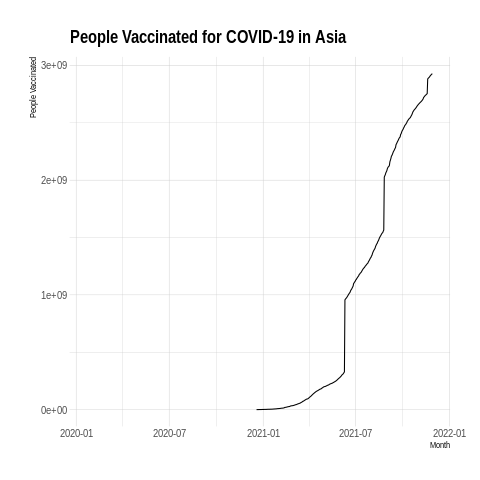 People Vaccinated for COVID-19 in Asia
People Vaccinated
3e+09
2e+09
1e+09
0e+00
2020-01 2020-07 2021-01 2021-07 2022-01
Month